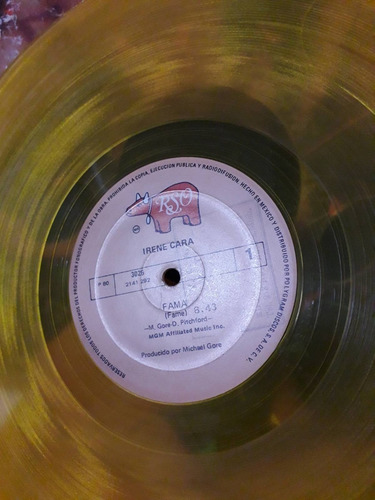 RESERVADOS TODOS LOS DERECHOS DEL PRODUCTOR FONOGRAFICO Y DE LA OBRA. PROHIBIDA LA COPIA, EJECUCION PUBLICA Y RADIODIFUSION. HECHO EN MEXICO Y DISTRIBUIDO POR POLYGRAM DISCOS, S.A. DE C.V.
RSO
IRENE CARA
P 80
3025
2141 292
1
FAMA 8.43
(Fame)
—M. Gore-D. Pitchford—
MGM Affiliated Music Inc.
Producido por Michael Gore